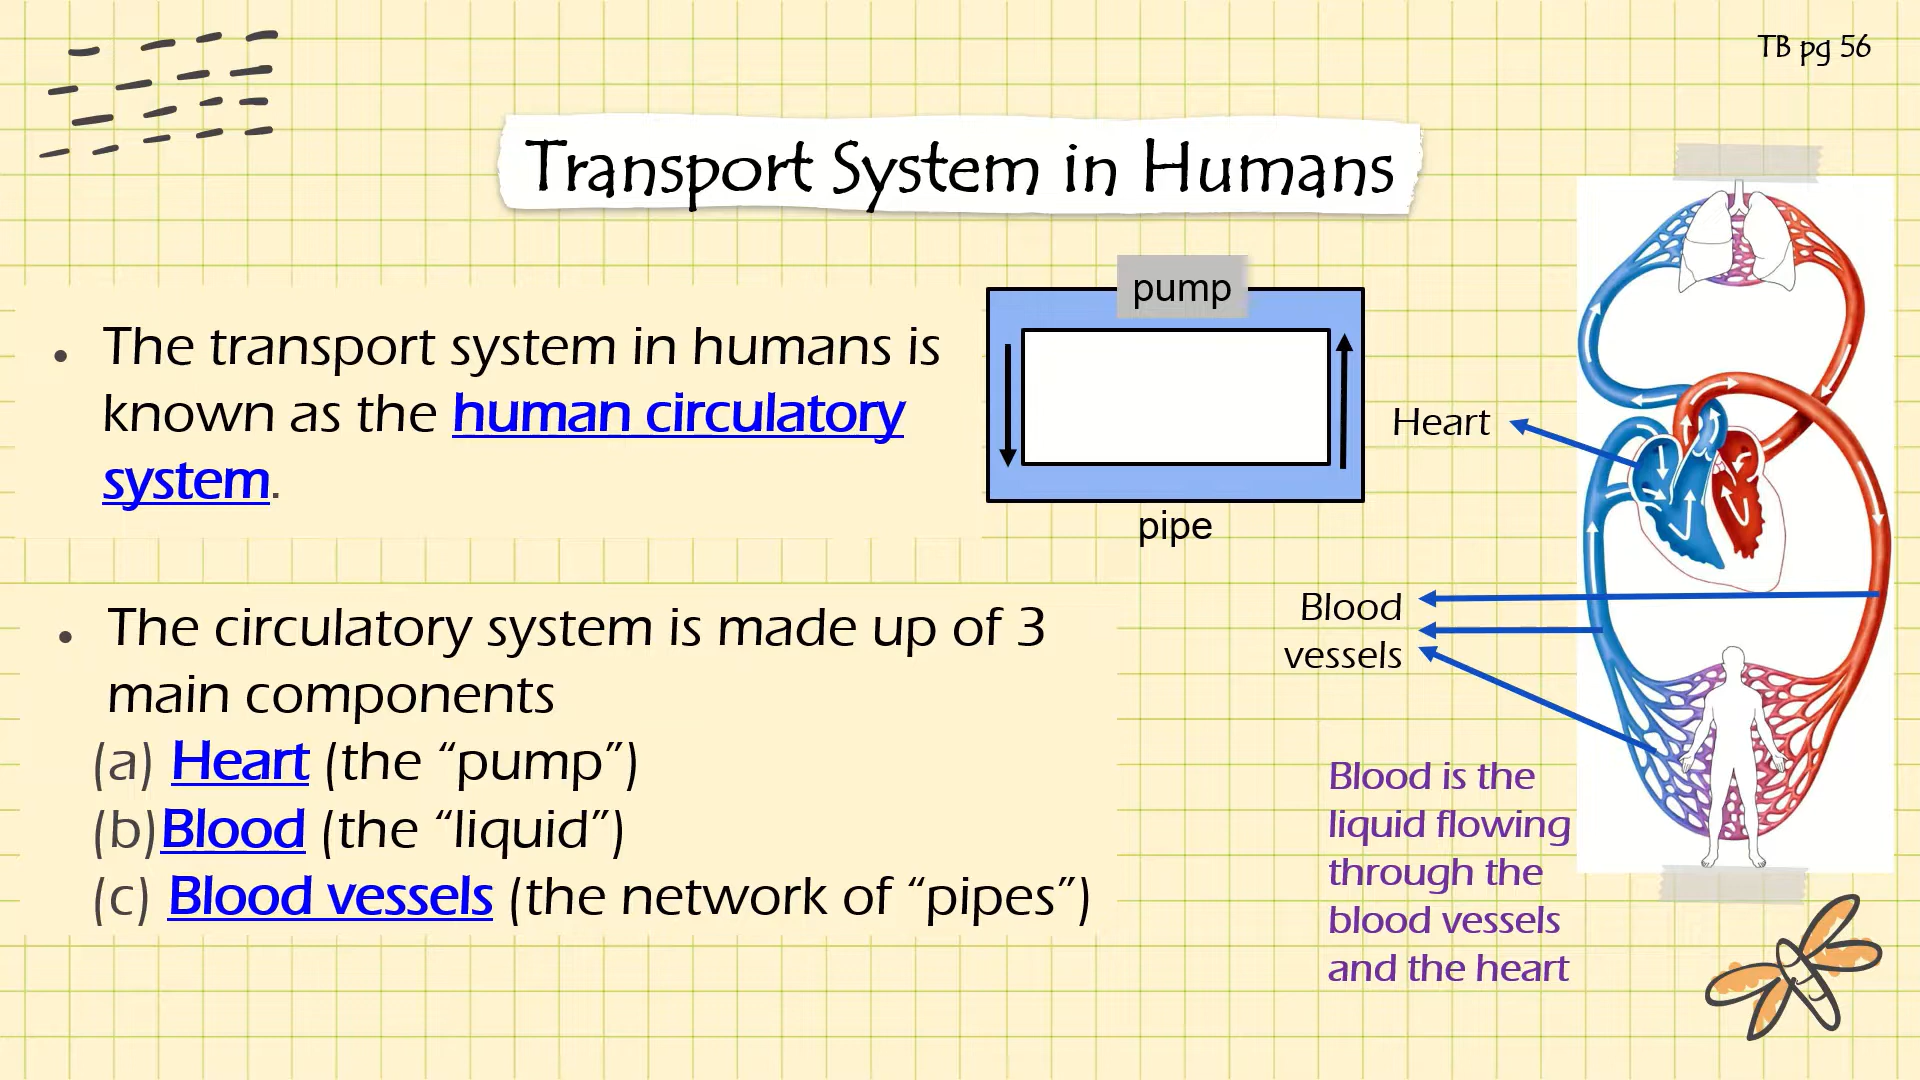 TB pg 56
Transport System in Humans
• The transport system in humans is
known as the human circulatory
system.
pump
pipe
Heart
• The circulatory system is made up of 3
main components
(a) Heart (the “pump”)
(b)Blood (the “liquid”)
(c) Blood vessels (the network of “pipes”)
Blood
vessels
Blood is the
liquid flowing
through the
blood vessels
and the heart